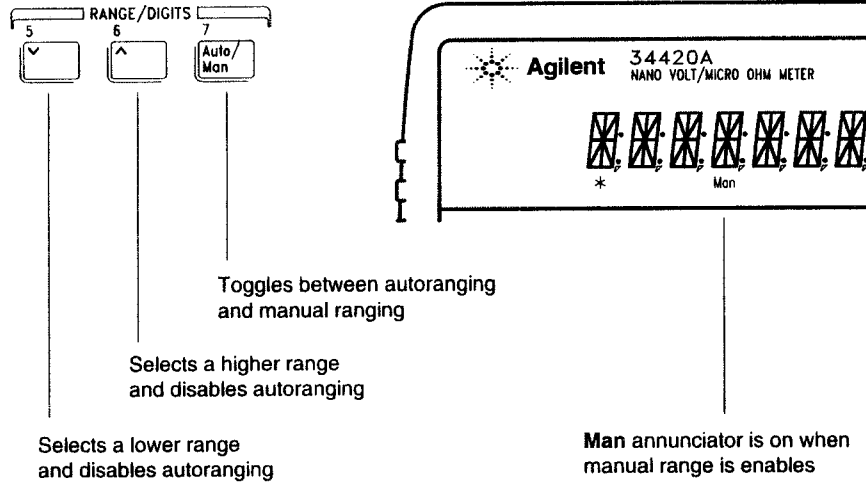 RANGE/DIGITS
5 6 7
Auto/
Man
Agilent 34420A
NANO VOLT/MICRO OHM METER
* Man
Toggles between autoranging
and manual ranging
Selects a higher range
and disables autoranging
Selects a lower range
and disables autoranging
Man annunciator is on when
manual range is enables